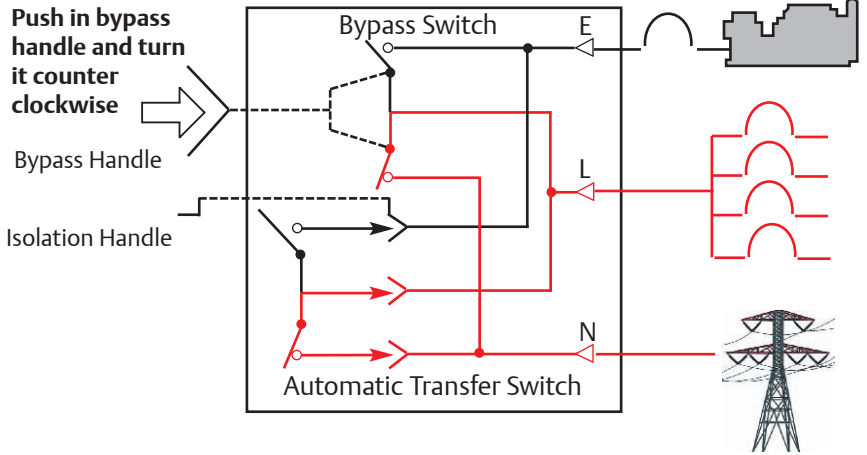 Push in bypass
handle and turn
it counter
clockwise
Bypass Handle
Isolation Handle
Bypass Switch
E
L
N
Automatic Transfer Switch